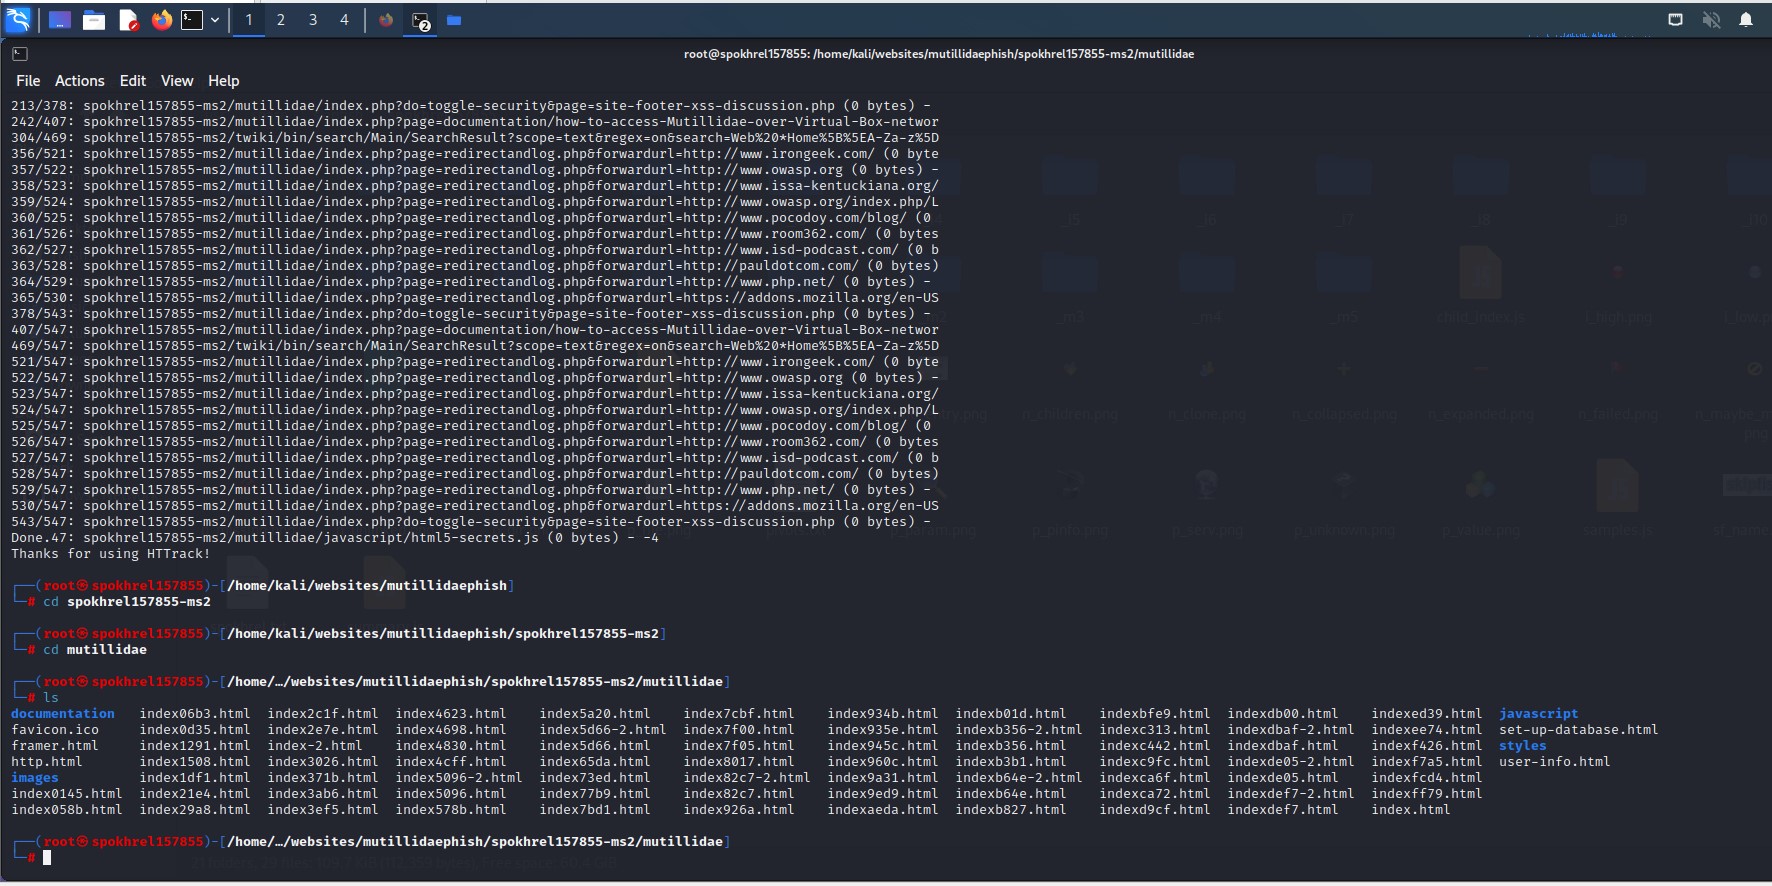 1 2 3 4 2
root@spokhrel157855: /home/kali/websites/mutillidaephish/spokhrel157855-ms2/mutillidae
File Actions Edit View Help
213/378: spokhrel157855-ms2/mutillidae/index.php?do=toggle-security&page=site-footer-xss-discussion.php (0 bytes) -
242/407: spokhrel157855-ms2/mutillidae/index.php?page=documentation/how-to-access-Mutillidae-over-Virtual-Box-networ
304/469: spokhrel157855-ms2/twiki/bin/search/Main/SearchResult?scope=text&regex=on&search=Web%20*Home%5B%5EA-Za-z%5D
356/521: spokhrel157855-ms2/mutillidae/index.php?page=redirectandlog.php&forwardurl=http://www.irongeek.com/ (0 byte
357/522: spokhrel157855-ms2/mutillidae/index.php?page=redirectandlog.php&forwardurl=http://www.owasp.org (0 bytes) -
358/523: spokhrel157855-ms2/mutillidae/index.php?page=redirectandlog.php&forwardurl=http://www.issa-kentuckiana.org/
359/524: spokhrel157855-ms2/mutillidae/index.php?page=redirectandlog.php&forwardurl=http://www.owasp.org/index.php/L
360/525: spokhrel157855-ms2/mutillidae/index.php?page=redirectandlog.php&forwardurl=http://www.pocodoy.com/blog/ (0
361/526: spokhrel157855-ms2/mutillidae/index.php?page=redirectandlog.php&forwardurl=http://www.room362.com/ (0 bytes
362/527: spokhrel157855-ms2/mutillidae/index.php?page=redirectandlog.php&forwardurl=http://www.isd-podcast.com/ (0 b
363/528: spokhrel157855-ms2/mutillidae/index.php?page=redirectandlog.php&forwardurl=http://pauldotcom.com/ (0 bytes)
364/529: spokhrel157855-ms2/mutillidae/index.php?page=redirectandlog.php&forwardurl=http://www.php.net/ (0 bytes) -
365/530: spokhrel157855-ms2/mutillidae/index.php?page=redirectandlog.php&forwardurl=https://addons.mozilla.org/en-US
378/543: spokhrel157855-ms2/mutillidae/index.php?do=toggle-security&page=site-footer-xss-discussion.php (0 bytes) -
407/547: spokhrel157855-ms2/mutillidae/index.php?page=documentation/how-to-access-Mutillidae-over-Virtual-Box-networ
469/547: spokhrel157855-ms2/twiki/bin/search/Main/SearchResult?scope=text&regex=on&search=Web%20*Home%5B%5EA-Za-z%5D
521/547: spokhrel157855-ms2/mutillidae/index.php?page=redirectandlog.php&forwardurl=http://www.irongeek.com/ (0 byte
522/547: spokhrel157855-ms2/mutillidae/index.php?page=redirectandlog.php&forwardurl=http://www.owasp.org (0 bytes) -
523/547: spokhrel157855-ms2/mutillidae/index.php?page=redirectandlog.php&forwardurl=http://www.issa-kentuckiana.org/
524/547: spokhrel157855-ms2/mutillidae/index.php?page=redirectandlog.php&forwardurl=http://www.owasp.org/index.php/L
525/547: spokhrel157855-ms2/mutillidae/index.php?page=redirectandlog.php&forwardurl=http://www.pocodoy.com/blog/ (0
526/547: spokhrel157855-ms2/mutillidae/index.php?page=redirectandlog.php&forwardurl=http://www.room362.com/ (0 bytes
527/547: spokhrel157855-ms2/mutillidae/index.php?page=redirectandlog.php&forwardurl=http://www.isd-podcast.com/ (0 b
528/547: spokhrel157855-ms2/mutillidae/index.php?page=redirectandlog.php&forwardurl=http://pauldotcom.com/ (0 bytes)
529/547: spokhrel157855-ms2/mutillidae/index.php?page=redirectandlog.php&forwardurl=http://www.php.net/ (0 bytes) -
530/547: spokhrel157855-ms2/mutillidae/index.php?page=redirectandlog.php&forwardurl=https://addons.mozilla.org/en-US
543/547: spokhrel157855-ms2/mutillidae/index.php?do=toggle-security&page=site-footer-xss-discussion.php (0 bytes) -
Done.47: spokhrel157855-ms2/mutillidae/javascript/html5-secrets.js (0 bytes) - -4
Thanks for using HTTrack!
┌──(root㉿spokhrel157855)-[/home/kali/websites/mutillidaephish]
└─# cd spokhrel157855-ms2
┌──(root㉿spokhrel157855)-[/home/kali/websites/mutillidaephish/spokhrel157855-ms2]
└─# cd mutillidae
┌──(root㉿spokhrel157855)-[/home/…/websites/mutillidaephish/spokhrel157855-ms2/mutillidae]
└─# ls
documentation index06b3.html index2c1f.html index4623.html index5a20.html index7cbf.html index934b.html indexb01d.html indexbfe9.html indexdb00.html indexed39.html javascript
favicon.ico index0d35.html index2e7e.html index4698.html index5d66-2.html index7f00.html index935e.html indexb356-2.html indexc313.html indexdbaf-2.html indexee74.html set-up-database.html
framer.html index1291.html index-2.html index4830.html index5d66.html index7f05.html index945c.html indexb356.html indexc442.html indexdbaf.html indexf426.html styles
http.html index1508.html index3026.html index4cff.html index65da.html index8017.html index960c.html indexb3b1.html indexc9fc.html indexde05-2.html indexf7a5.html user-info.html
images index1df1.html index371b.html index5096-2.html index73ed.html index82c7-2.html index9a31.html indexb64e-2.html indexca6f.html indexde05.html indexfcd4.html
index0145.html index21e4.html index3ab6.html index5096.html index77b9.html index82c7.html index9ed9.html indexb64e.html indexca72.html indexdef7-2.html indexff79.html
index058b.html index29a8.html index3ef5.html index578b.html index7bd1.html index926a.html indexaeda.html indexb827.html indexd9cf.html indexdef7.html index.html
┌──(root㉿spokhrel157855)-[/home/…/websites/mutillidaephish/spokhrel157855-ms2/mutillidae]
└─#